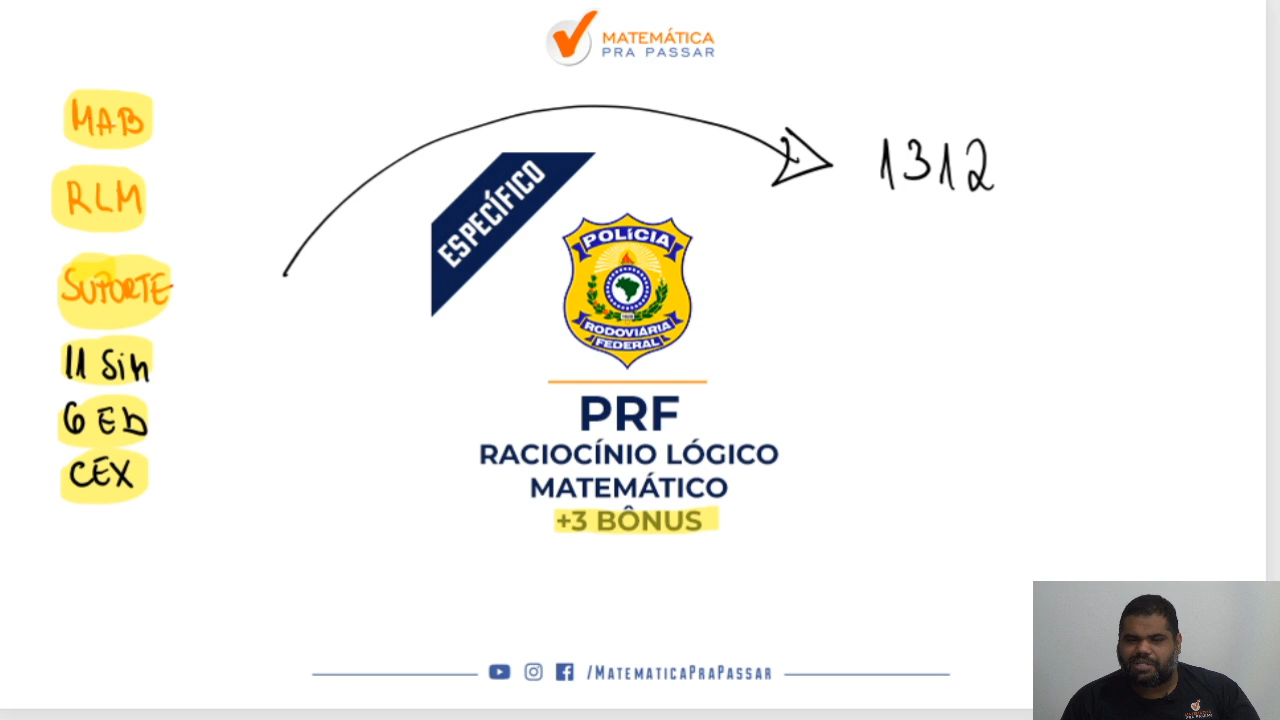 MATEMÁTICA
PRA PASSAR
MAB
RLM
SUPORTE
11 Sin
6 ED
CEX
1312
ESPECÍFICO
POLÍCIA
RODOVIÁRIA
FEDERAL
PRF
RACIOCÍNIO LÓGICO
MATEMÁTICO
+3 BÔNUS
/MATEMATICAPRAPASSAR